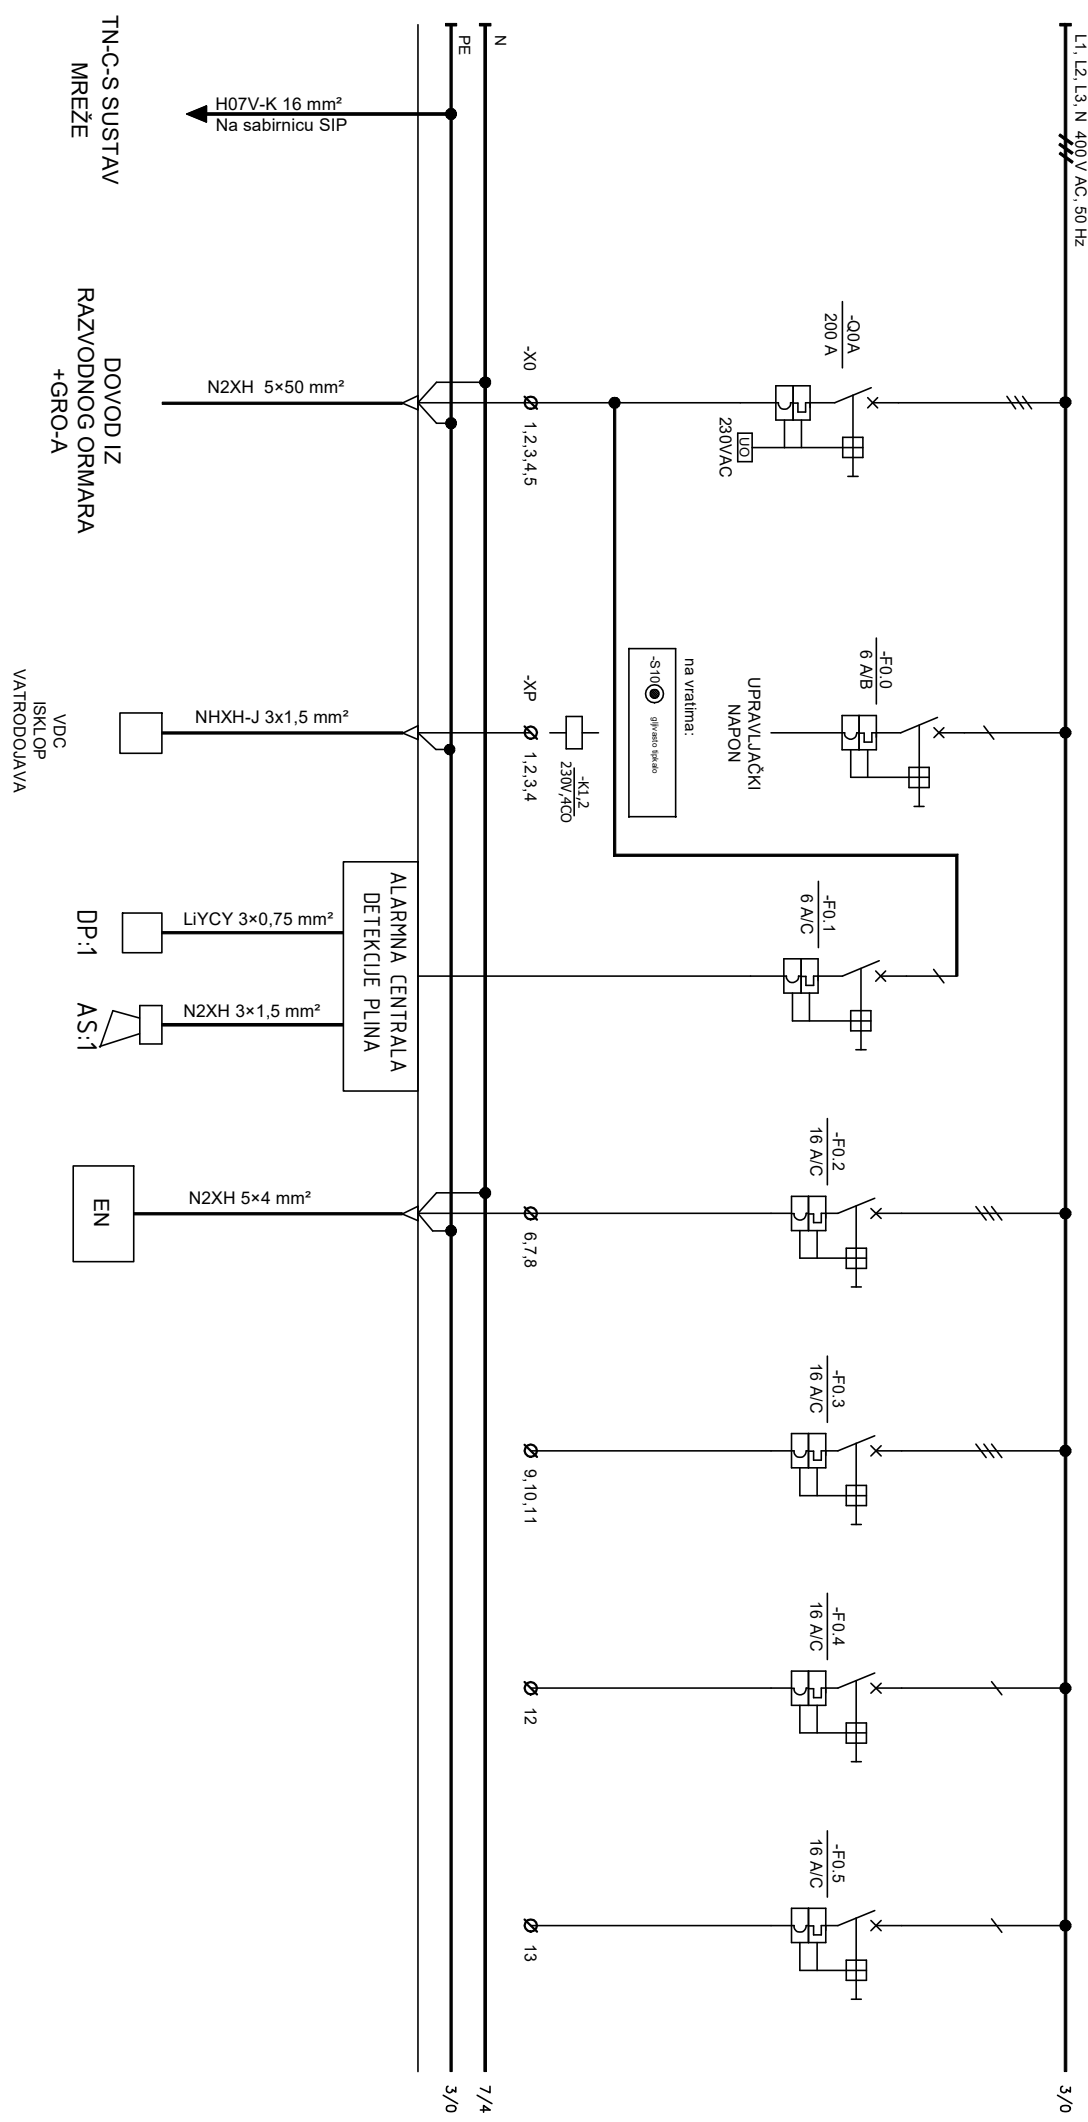 L1, L2, L3, N  400 V AC, 50 Hz
3/0
-Q0A
200 A
U0
230VAC
-F0.0
6 A/B
UPRAVLJAČKI
NAPON
na vratima:
-S10
gljivasto tipkalo
-K1,2
230V,4CO
-F0.1
6 A/C
-F0.2
16 A/C
-F0.3
16 A/C
-F0.4
16 A/C
-F0.5
16 A/C
-X0
1,2,3,4,5
-XP
1,2,3,4
6,7,8
9,10,11
12
13
N
7/4
PE
3/0
H07V-K 16 mm²
Na sabirnicu SIP
N2XH  5×50 mm²
NHXH-J 3x1,5 mm²
ALARMNA CENTRALA
DETEKCIJE PLINA
LiYCY 3×0,75 mm²
N2XH 3×1,5 mm²
N2XH 5×4 mm²
TN-C-S SUSTAV
MREŽE
DOVOD IZ
RAZVODNOG ORMARA
+GRO-A
VDC
ISKLOP
VATRODOJAVA
DP:1
AS:1
EN